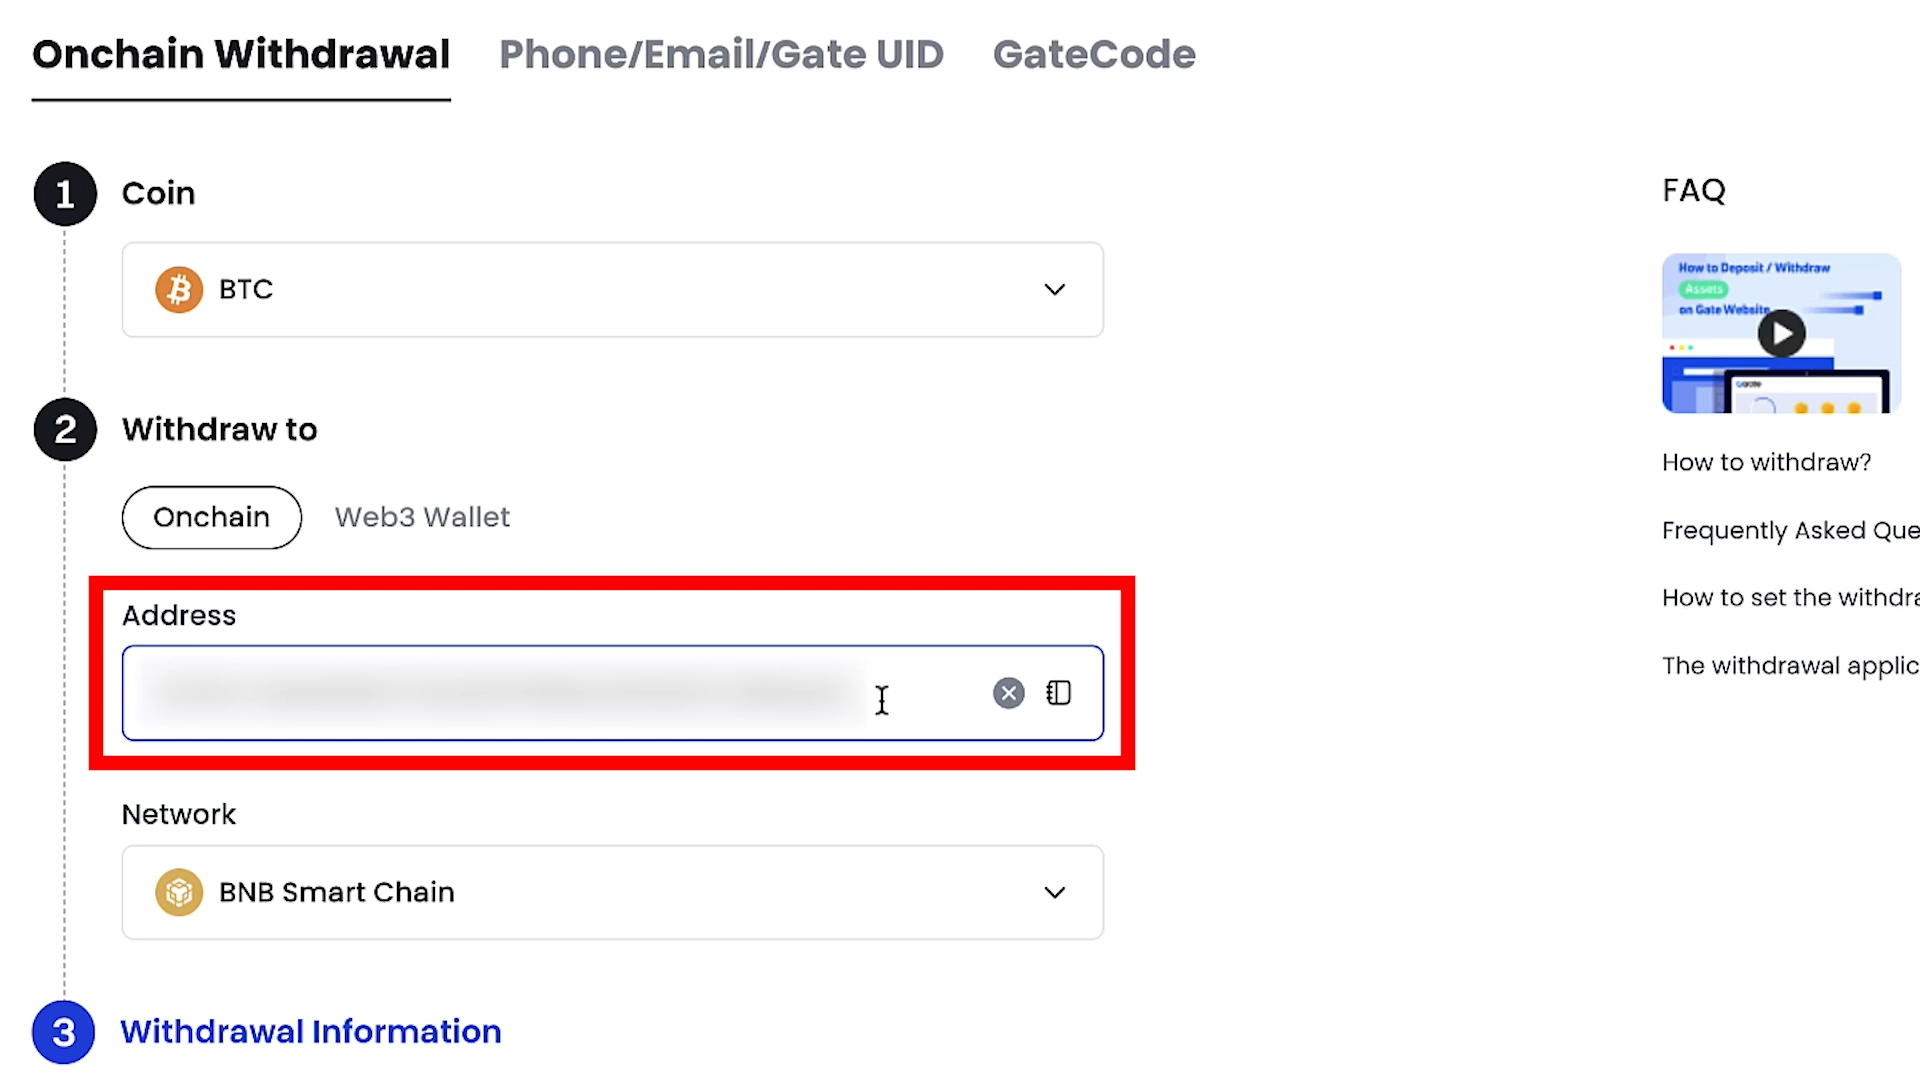 Onchain Withdrawal Phone/Email/Gate UID GateCode
1 Coin
BTC
2 Withdraw to
Onchain Web3 Wallet
Address
Network
BNB Smart Chain
3 Withdrawal Information
FAQ
How to Deposit / Withdraw
Assets
on Gate Website
Gate
How to withdraw?
Frequently Asked Que
How to set the withdra
The withdrawal applic